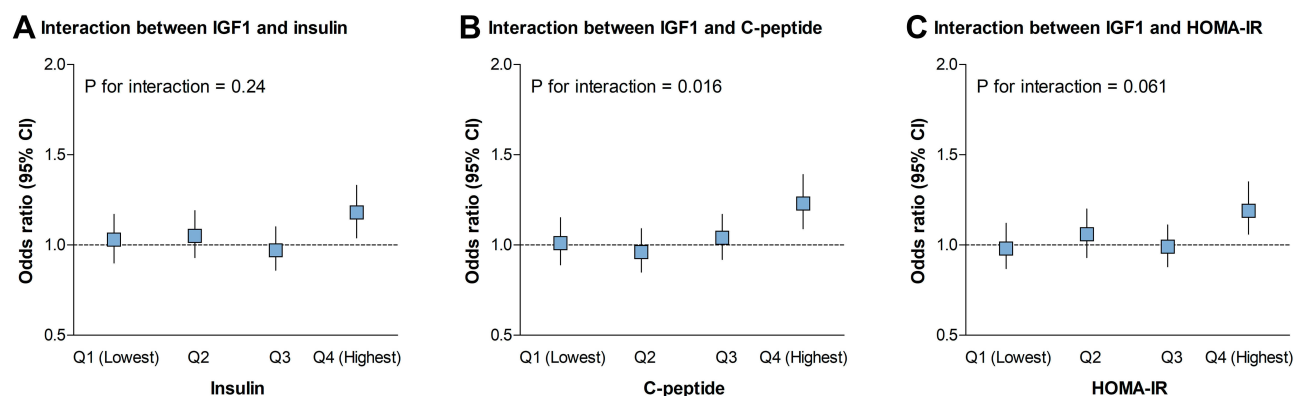 A Interaction between IGF1 and insulin
P for interaction = 0.24
Odds ratio (95% CI)
2.0
1.5
1.0
0.5
Q1 (Lowest) Q2 Q3 Q4 (Highest)
Insulin
B Interaction between IGF1 and C-peptide
P for interaction = 0.016
Odds ratio (95% CI)
2.0
1.5
1.0
0.5
Q1 (Lowest) Q2 Q3 Q4 (Highest)
C-peptide
C Interaction between IGF1 and HOMA-IR
P for interaction = 0.061
Odds ratio (95% CI)
2.0
1.5
1.0
0.5
Q1 (Lowest) Q2 Q3 Q4 (Highest)
HOMA-IR